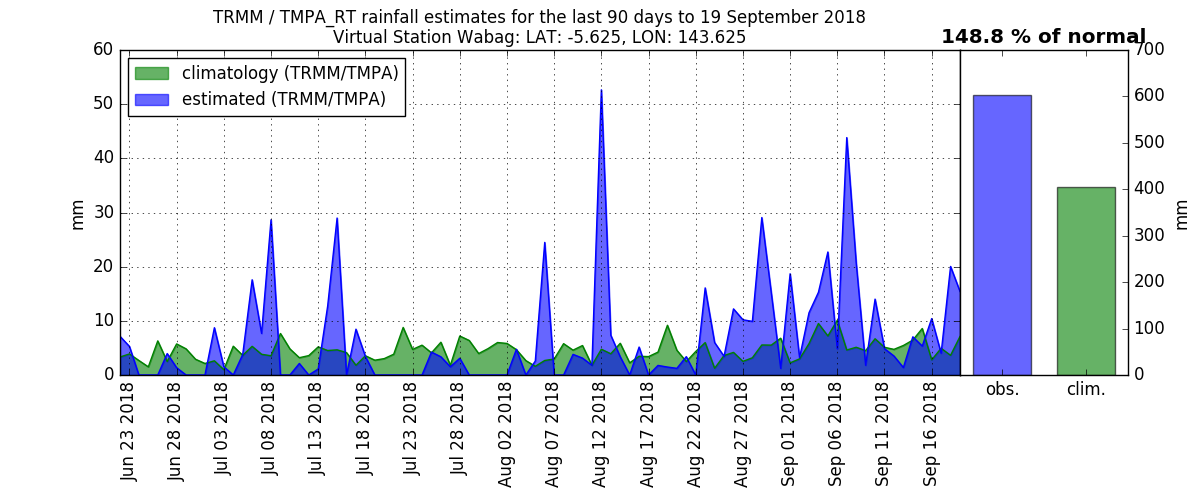 TRMM / TMPA_RT rainfall estimates for the last 90 days to 19 September 2018
Virtual Station Wabag: LAT: -5.625, LON: 143.625
148.8 % of normal
climatology (TRMM/TMPA)
estimated (TRMM/TMPA)
60
50
40
30
20
10
0
mm
Jun 23 2018
Jun 28 2018
Jul 03 2018
Jul 08 2018
Jul 13 2018
Jul 18 2018
Jul 23 2018
Jul 28 2018
Aug 02 2018
Aug 07 2018
Aug 12 2018
Aug 17 2018
Aug 22 2018
Aug 27 2018
Sep 01 2018
Sep 06 2018
Sep 11 2018
Sep 16 2018
700
600
500
400
300
200
100
0
mm
obs.
clim.